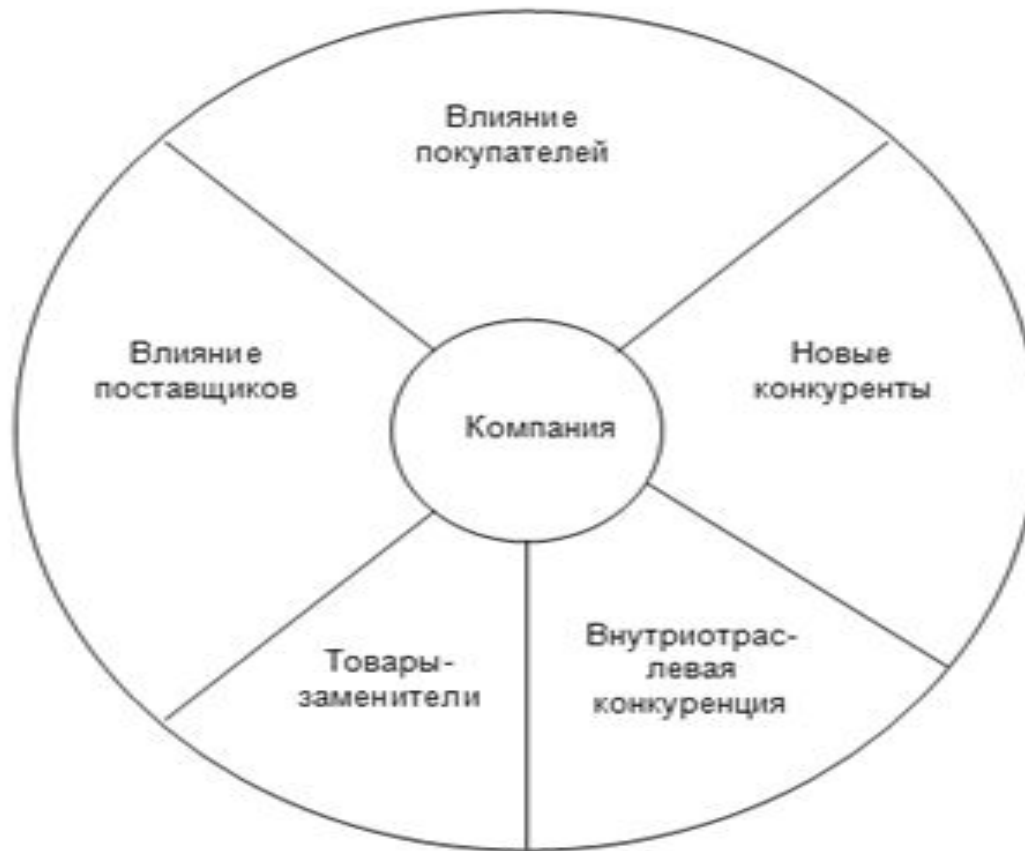 Влияние
покупателей
Влияние
поставщиков
Новые
конкуренты
Компания
Товары-
заменители
Внутриотрас-
левая
конкуренция